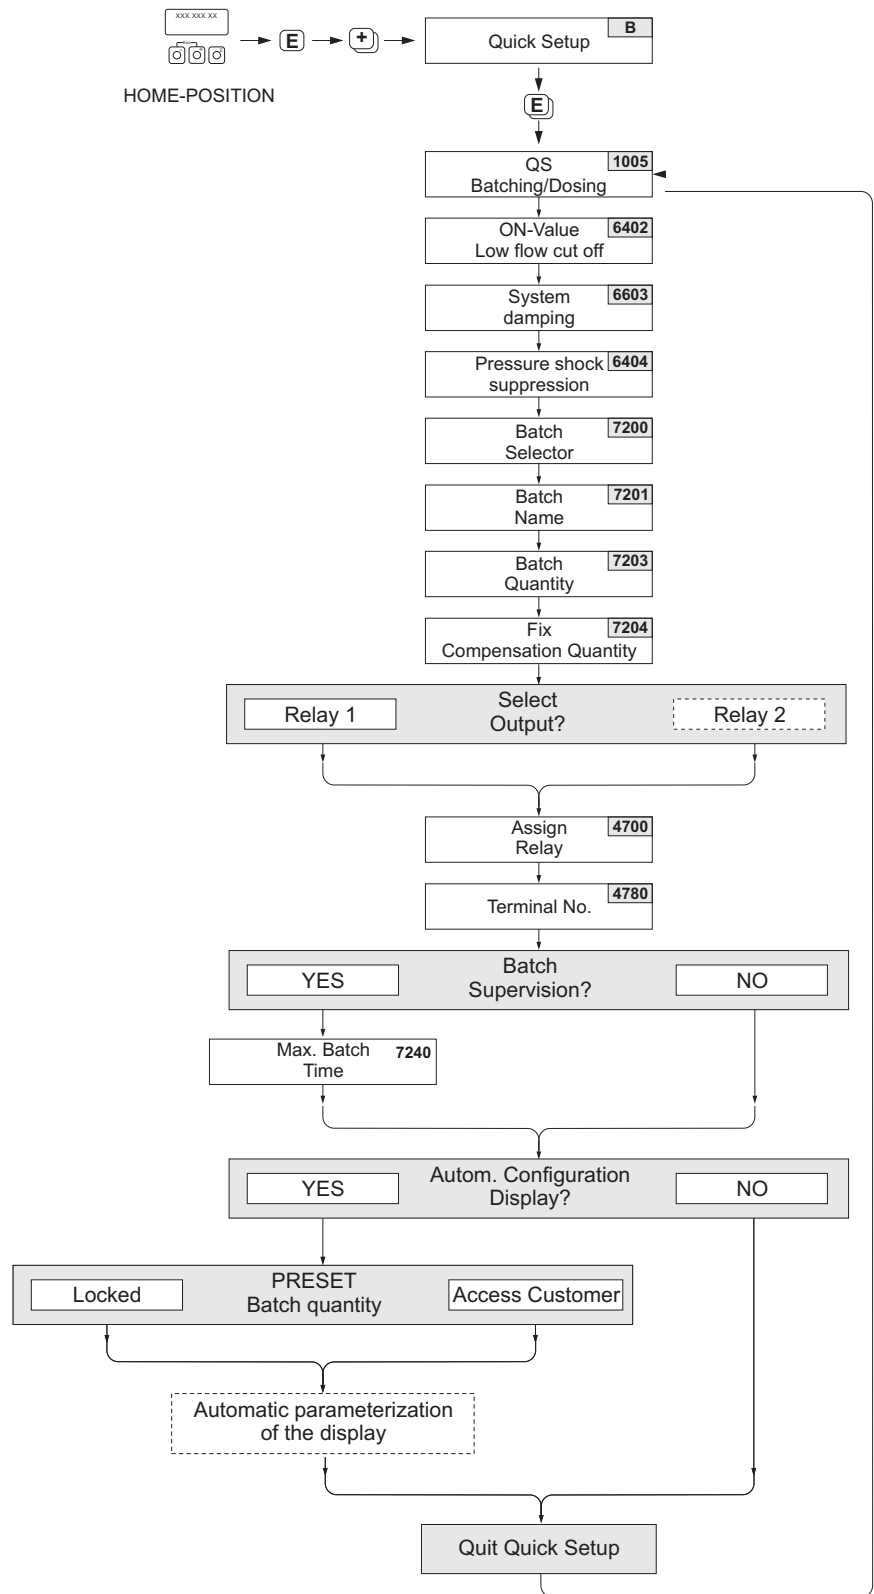 xxx.xxx.xx
Esc
E
+
-
HOME-POSITION
B
Quick Setup
E
QS 1005
Batching/Dosing
ON-Value 6402
Low flow cut off
System 6603
damping
Pressure shock 6404
suppression
Batch 7200
Selector
Batch 7201
Name
Batch 7203
Quantity
Fix 7204
Compensation Quantity
Select
Output?
Relay 1
Relay 2
Assign 4700
Relay
4780
Terminal No.
Batch
Supervision?
YES
NO
Max. Batch 7240
Time
Autom. Configuration
Display?
YES
NO
PRESET
Batch quantity
Locked
Access Customer
Automatic parameterization
of the display
Quit Quick Setup